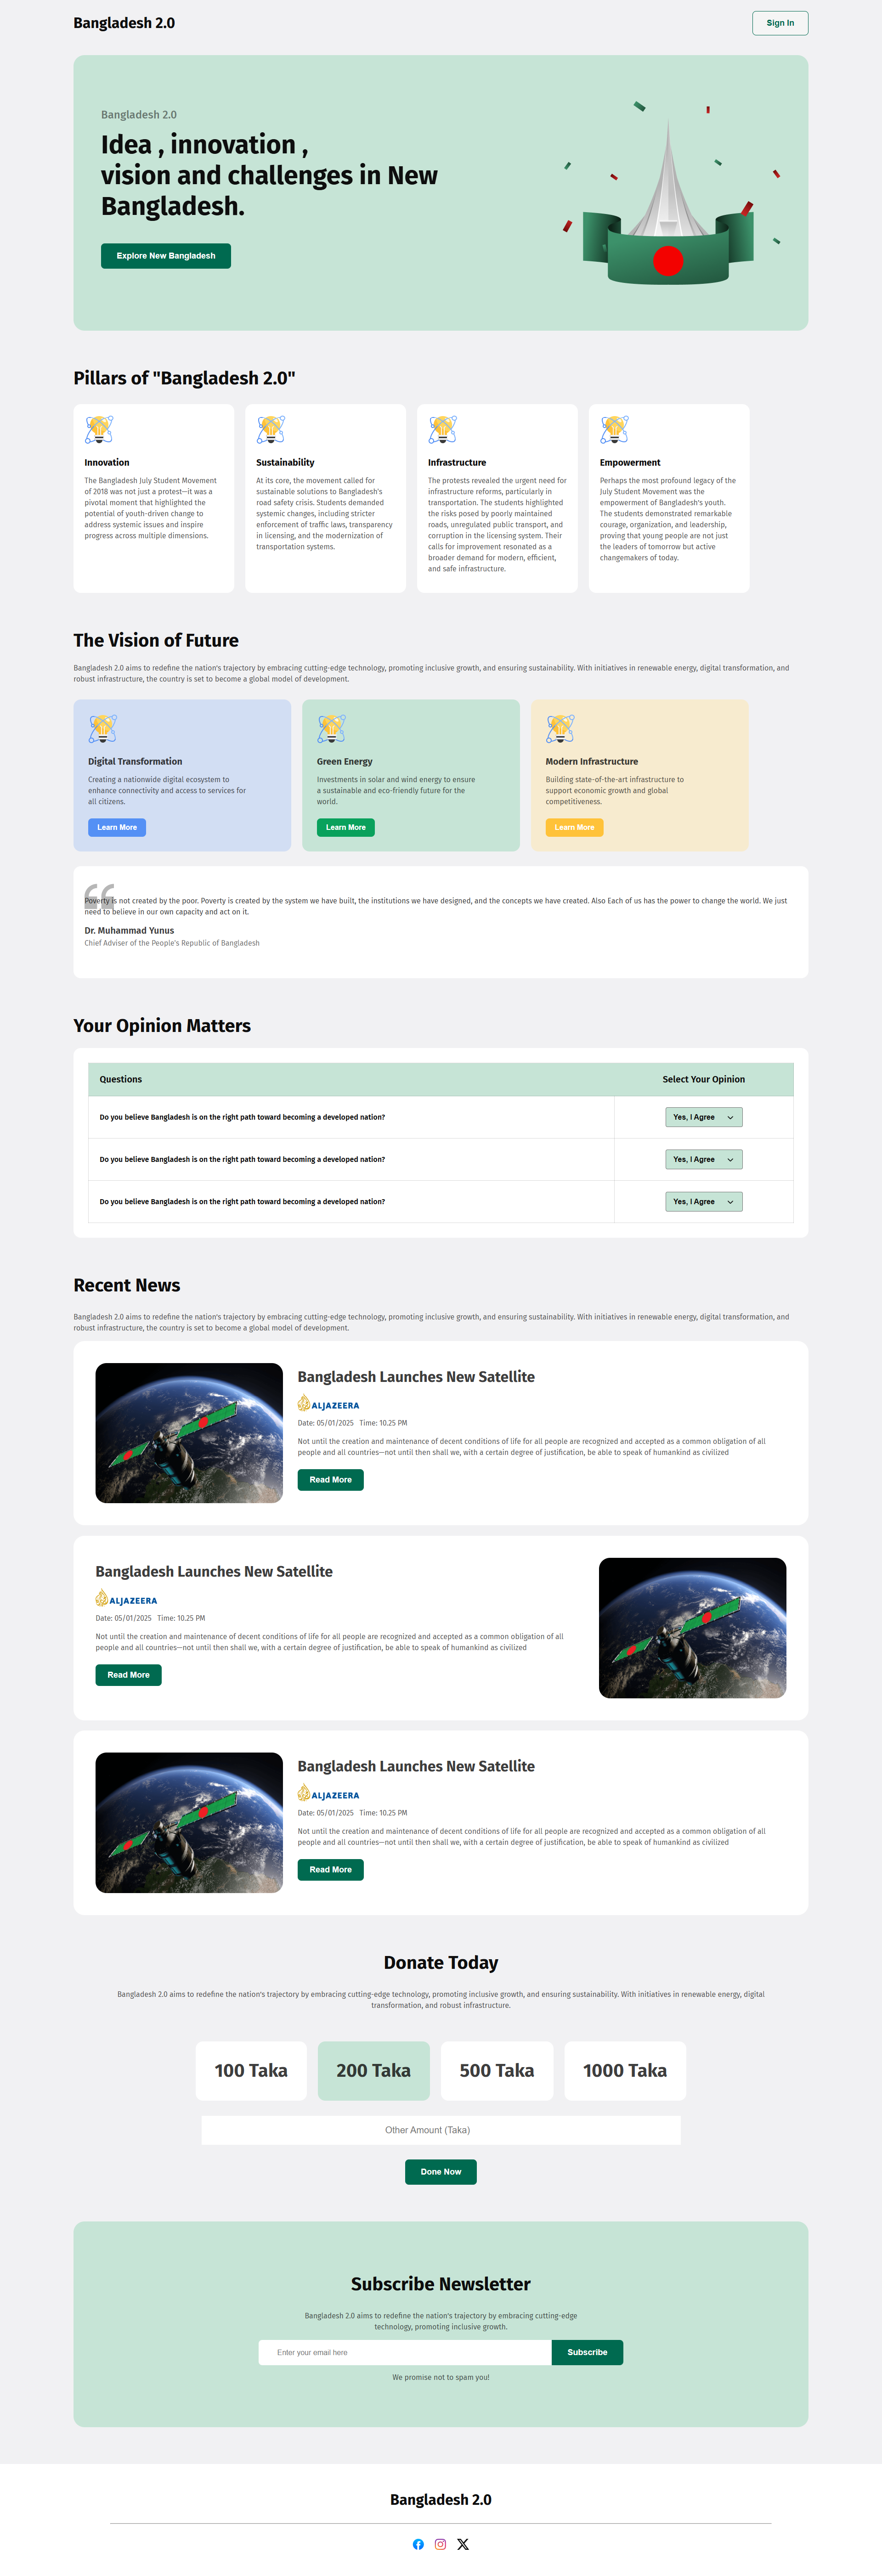 Bangladesh 2.0
Sign In
Bangladesh 2.0
Idea , innovation ,
vision and challenges in New
Bangladesh.
Explore New Bangladesh
Pillars of "Bangladesh 2.0"
Innovation
The Bangladesh July Student Movement
of 2018 was not just a protest—it was a
pivotal moment that highlighted the
potential of youth-driven change to
address systemic issues and inspire
progress across multiple dimensions.
Sustainability
At its core, the movement called for
sustainable solutions to Bangladesh's
road safety crisis. Students demanded
systemic changes, including stricter
enforcement of traffic laws, transparency
in licensing, and the modernization of
transportation systems.
Infrastructure
The protests revealed the urgent need for
infrastructure reforms, particularly in
transportation. The students highlighted
the risks posed by poorly maintained
roads, unregulated public transport, and
corruption in the licensing system. Their
calls for improvement resonated as a
broader demand for modern, efficient,
and safe infrastructure.
Empowerment
Perhaps the most profound legacy of the
July Student Movement was the
empowerment of Bangladesh's youth.
The students demonstrated remarkable
courage, organization, and leadership,
proving that young people are not just
the leaders of tomorrow but active
changemakers of today.
The Vision of Future
Bangladesh 2.0 aims to redefine the nation's trajectory by embracing cutting-edge technology, promoting inclusive growth, and ensuring sustainability. With initiatives in renewable energy, digital transformation, and
robust infrastructure, the country is set to become a global model of development.
Digital Transformation
Creating a nationwide digital ecosystem to
enhance connectivity and access to services for
all citizens.
Learn More
Green Energy
Investments in solar and wind energy to ensure
a sustainable and eco-friendly future for the
world.
Learn More
Modern Infrastructure
Building state-of-the-art infrastructure to
support economic growth and global
competitiveness.
Learn More
Poverty is not created by the poor. Poverty is created by the system we have built, the institutions we have designed, and the concepts we have created. Also Each of us has the power to change the world. We just
need to believe in our own capacity and act on it.
Dr. Muhammad Yunus
Chief Adviser of the People's Republic of Bangladesh
Your Opinion Matters
Questions
Select Your Opinion
Do you believe Bangladesh is on the right path toward becoming a developed nation?
Yes, I Agree
Do you believe Bangladesh is on the right path toward becoming a developed nation?
Yes, I Agree
Do you believe Bangladesh is on the right path toward becoming a developed nation?
Yes, I Agree
Recent News
Bangladesh 2.0 aims to redefine the nation's trajectory by embracing cutting-edge technology, promoting inclusive growth, and ensuring sustainability. With initiatives in renewable energy, digital transformation, and
robust infrastructure, the country is set to become a global model of development.
Bangladesh Launches New Satellite
ALJAZEERA
Date: 05/01/2025 Time: 10.25 PM
Not until the creation and maintenance of decent conditions of life for all people are recognized and accepted as a common obligation of all
people and all countries—not until then shall we, with a certain degree of justification, be able to speak of humankind as civilized
Read More
Bangladesh Launches New Satellite
ALJAZEERA
Date: 05/01/2025 Time: 10.25 PM
Not until the creation and maintenance of decent conditions of life for all people are recognized and accepted as a common obligation of all
people and all countries—not until then shall we, with a certain degree of justification, be able to speak of humankind as civilized
Read More
Bangladesh Launches New Satellite
ALJAZEERA
Date: 05/01/2025 Time: 10.25 PM
Not until the creation and maintenance of decent conditions of life for all people are recognized and accepted as a common obligation of all
people and all countries—not until then shall we, with a certain degree of justification, be able to speak of humankind as civilized
Read More
Donate Today
Bangladesh 2.0 aims to redefine the nation's trajectory by embracing cutting-edge technology, promoting inclusive growth, and ensuring sustainability. With initiatives in renewable energy, digital
transformation, and robust infrastructure.
100 Taka
200 Taka
500 Taka
1000 Taka
Other Amount (Taka)
Done Now
Subscribe Newsletter
Bangladesh 2.0 aims to redefine the nation's trajectory by embracing cutting-edge
technology, promoting inclusive growth.
Enter your email here
Subscribe
We promise not to spam you!
Bangladesh 2.0